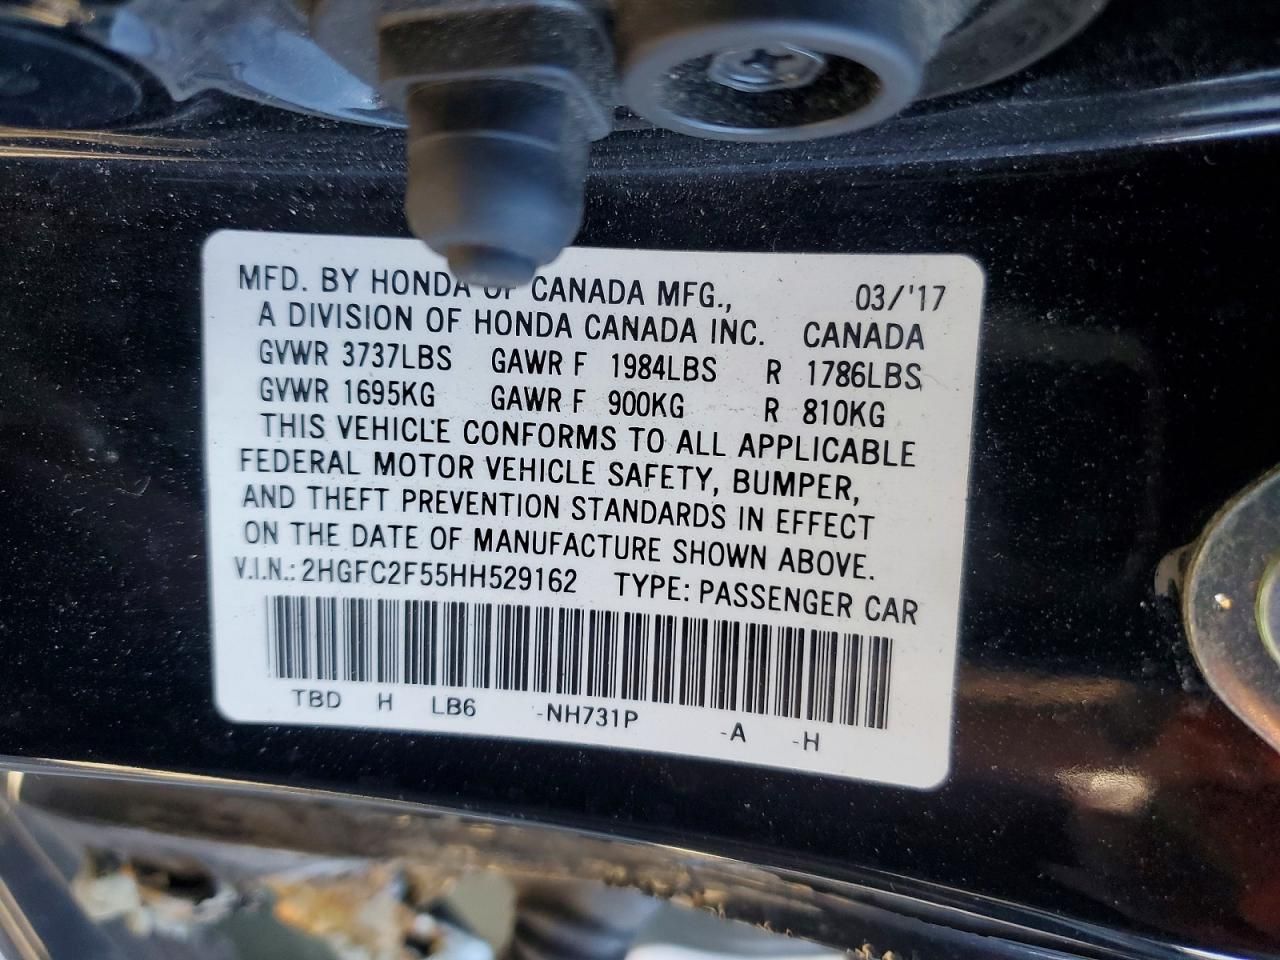 MFD. BY HONDA OF CANADA MFG., 03/'17
A DIVISION OF HONDA CANADA INC. CANADA
GVWR 3737LBS GAWR F 1984LBS R 1786LBS
GVWR 1695KG GAWR F 900KG R 810KG
THIS VEHICLE CONFORMS TO ALL APPLICABLE
FEDERAL MOTOR VEHICLE SAFETY, BUMPER,
AND THEFT PREVENTION STANDARDS IN EFFECT
ON THE DATE OF MANUFACTURE SHOWN ABOVE.
V.I.N.: 2HGFC2F55HH529162 TYPE: PASSENGER CAR
TBD H LB6 -NH731P -A -H